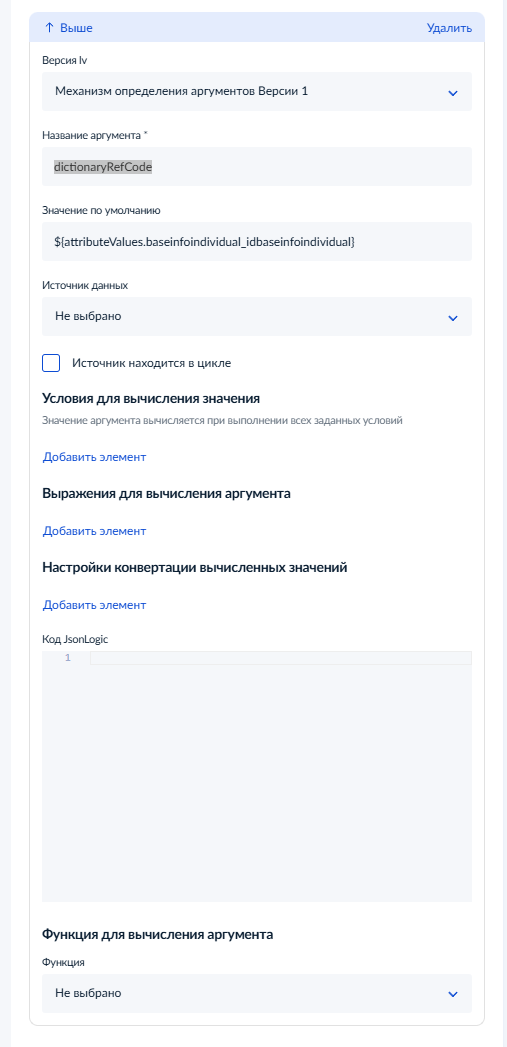 ↑ Выше Удалить
Версия lv
Механизм определения аргументов Версии 1
Название аргумента *
dictionaryRefCode
Значение по умолчанию
${attributeValues.baseinfoindividual_idbaseinfoindividual}
Источник данных
Не выбрано
Источник находится в цикле
Условия для вычисления значения
Значение аргумента вычисляется при выполнении всех заданных условий
Добавить элемент
Выражения для вычисления аргумента
Добавить элемент
Настройки конвертации вычисленных значений
Добавить элемент
Код JsonLogic
1
Функция для вычисления аргумента
Функция
Не выбрано